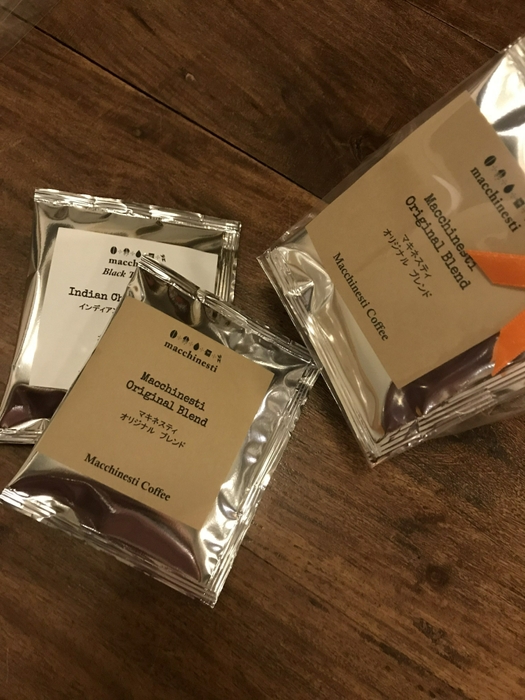 Black
Indian
インディア
macchinesti
Macchinesti
Original Blend
マキネスティ
オリジナル ブレンド
Macchinesti Coffee
macchinesti
Macchinesti
Original Blend
マキネスティ
オリジナル ブレンド
Macchinesti Coffee